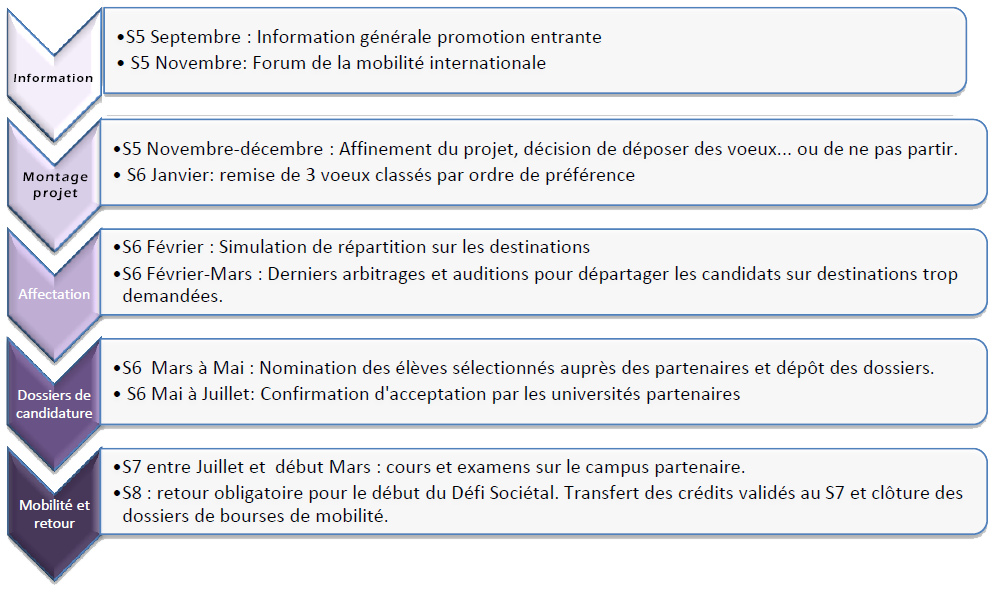 Information
•S5 Septembre : Information générale promotion entrante
• S5 Novembre: Forum de la mobilité internationale
Montage
projet
•S5 Novembre-décembre : Affinement du projet, décision de déposer des voeux... ou de ne pas partir.
• S6 Janvier: remise de 3 voeux classés par ordre de préférence
Affectation
•S6 Février : Simulation de répartition sur les destinations
•S6 Février-Mars : Derniers arbitrages et auditions pour départager les candidats sur destinations trop
demandées.
Dossiers de
candidature
•S6 Mars à Mai : Nomination des élèves sélectionnés auprès des partenaires et dépôt des dossiers.
• S6 Mai à Juillet: Confirmation d'acceptation par les universités partenaires
Mobilité et
retour
•S7 entre Juillet et début Mars : cours et examens sur le campus partenaire.
•S8 : retour obligatoire pour le début du Défi Sociétal. Transfert des crédits validés au S7 et clôture des
dossiers de bourses de mobilité.